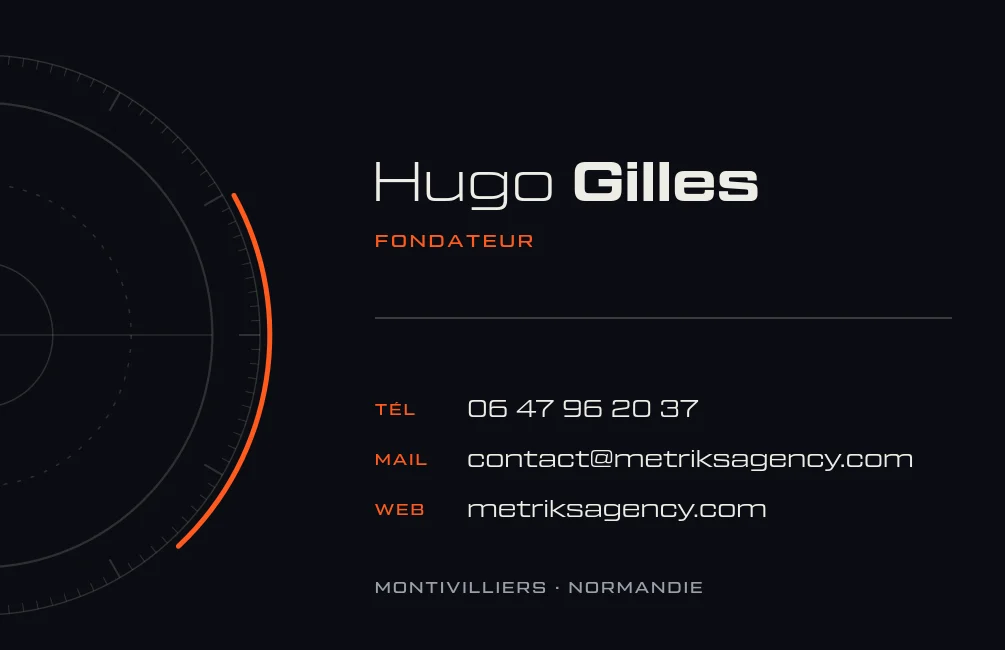 Hugo Gilles
FONDATEUR
TÉL 06 47 96 20 37
MAIL contact@metriksagency.com
WEB metriksagency.com
MONTIVILLIERS · NORMANDIE